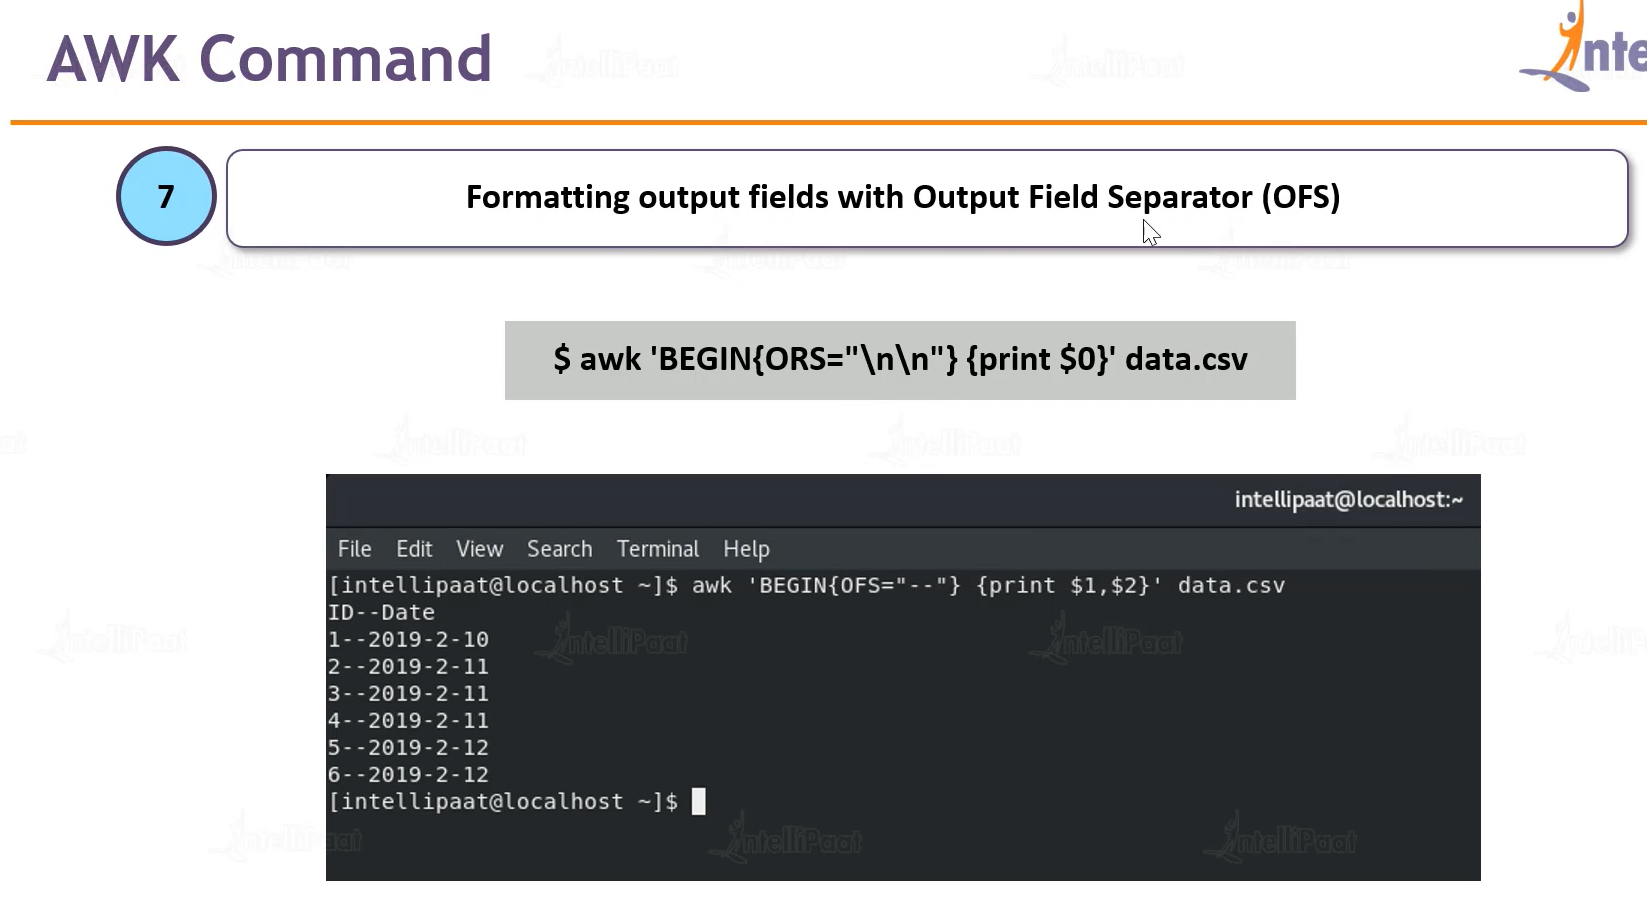 AWK Command
7
Formatting output fields with Output Field Separator (OFS)
$ awk 'BEGIN{ORS="\n\n"} {print $0}' data.csv
intellipaat@localhost:~
File Edit View Search Terminal Help
[intellipaat@localhost ~]$ awk 'BEGIN{OFS="--"} {print $1,$2}' data.csv
ID--Date
1--2019-2-10
2--2019-2-11
3--2019-2-11
4--2019-2-11
5--2019-2-12
6--2019-2-12
[intellipaat@localhost ~]$